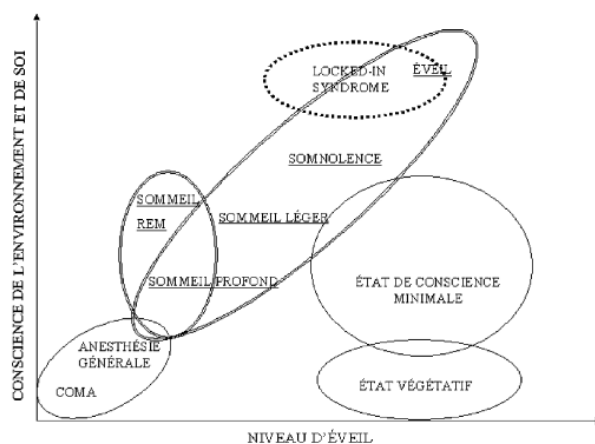 CONSCIENCE DE L'ENVIRONNEMENT ET DE SOI
LOCKED-IN
SYNDROME
ÉVEIL
SOMNOLENCE
SOMMEIL
REM
SOMMEIL LÉGER
SOMMEIL PROFOND
ÉTAT DE CONSCIENCE
MINIMALE
ANESTHÉSIE
GÉNÉRALE
COMA
ÉTAT VÉGÉTATIF
NIVEAU D'ÉVEIL